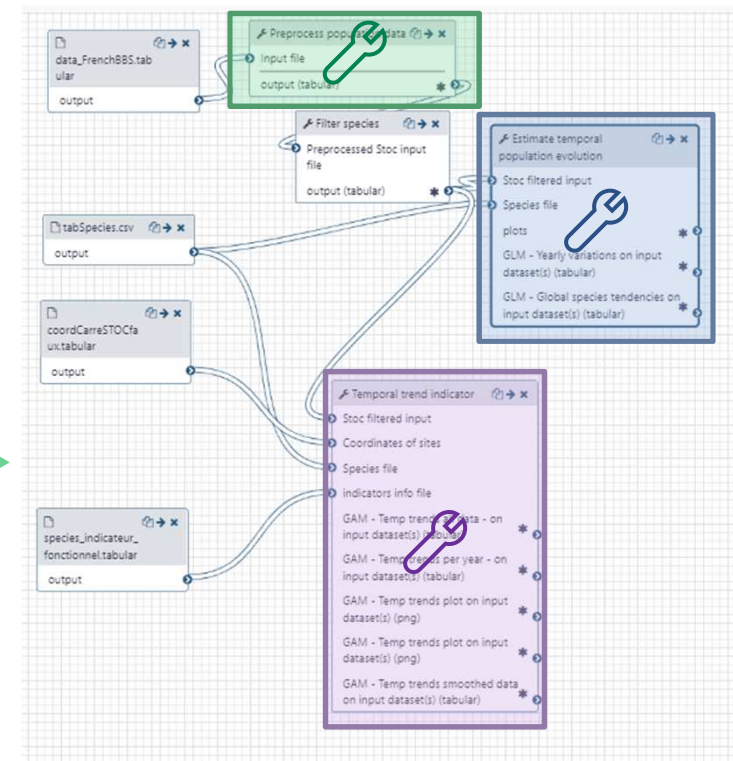 data_FrenchBBS.tab
ular
output
Preprocess population data
Input file
output (tabular)
Filter species
Preprocessed Stoc input
file
output (tabular)
Estimate temporal
population evolution
Stoc filtered input
Species file
plots
GLM - Yearly variations on input
dataset(s) (tabular)
GLM - Global species tendencies on
input dataset(s) (tabular)
tabSpecies.csv
output
coordCarreSTOCfa
ux.tabular
output
Temporal trend indicator
Stoc filtered input
Coordinates of sites
Species file
indicators info file
GAM - Temp trends all data - on
input dataset(s) (tabular)
GAM - Temp trends per year - on
input dataset(s) (tabular)
GAM - Temp trends plot on input
dataset(s) (png)
GAM - Temp trends plot on input
dataset(s) (png)
GAM - Temp trends smoothed data
on input dataset(s) (tabular)
species_indicateur_
fonctionnel.tabular
output